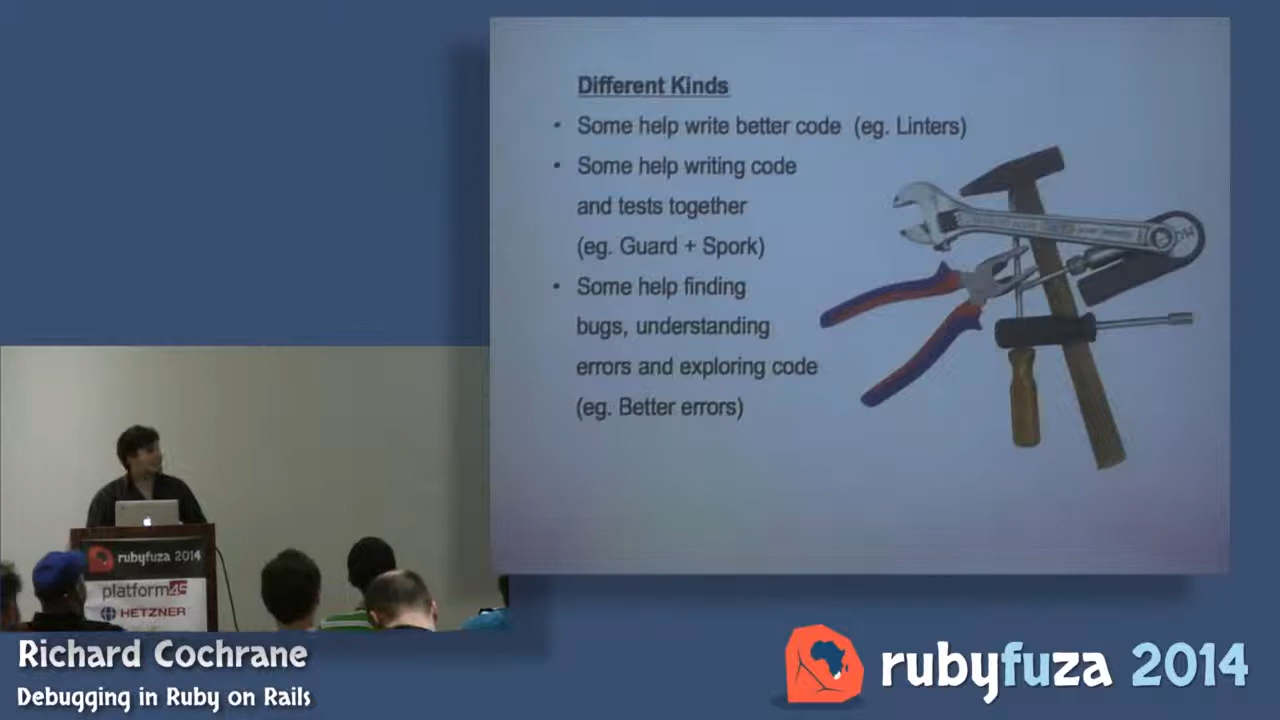 Different Kinds
• Some help write better code (eg. Linters)
• Some help writing code
and tests together
(eg. Guard + Spork)
• Some help finding
bugs, understanding
errors and exploring code
(eg. Better errors)
rubyfuza 2014
platform45
HETZNER
Richard Cochrane
Debugging in Ruby on Rails
rubyfuza 2014